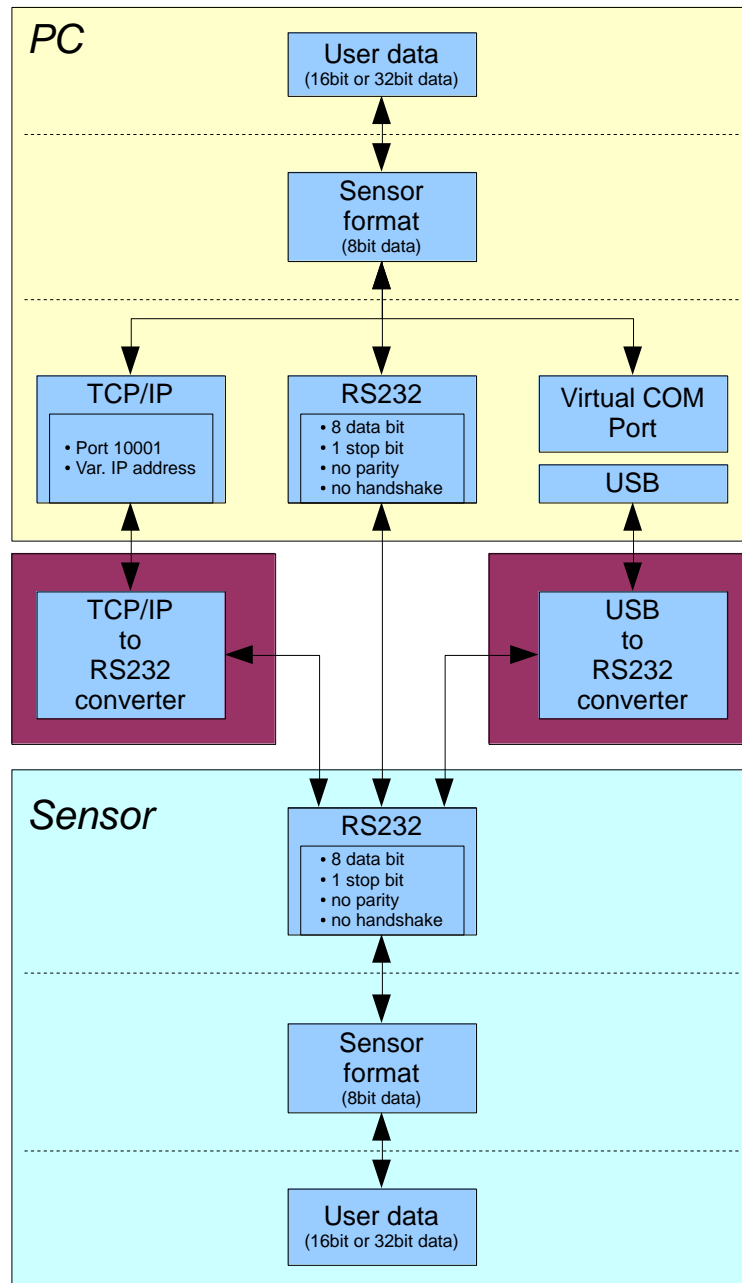 PC
User data
(16bit or 32bit data)
Sensor
format
(8bit data)
TCP/IP
• Port 10001
• Var. IP address
RS232
• 8 data bit
• 1 stop bit
• no parity
• no handshake
Virtual COM
Port
USB
TCP/IP
to
RS232
converter
USB
to
RS232
converter
Sensor
RS232
• 8 data bit
• 1 stop bit
• no parity
• no handshake
Sensor
format
(8bit data)
User data
(16bit or 32bit data)